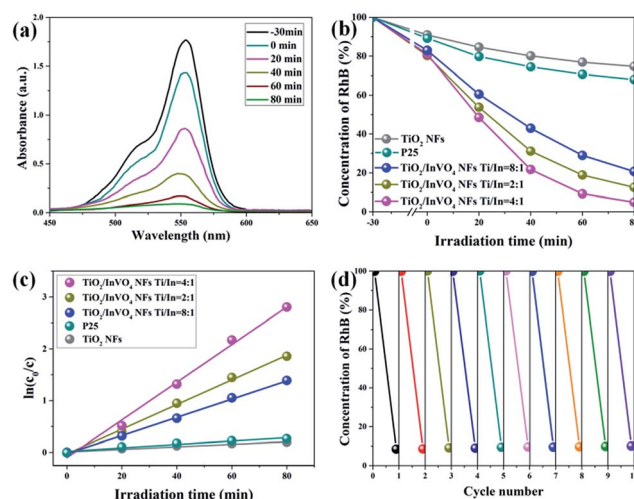 (a)
-30min
0 min
20 min
40 min
60 min
80 min
Absorbance (a.u.)
2.0
1.5
1.0
0.5
0.0
450
500
550
600
650
Wavelength (nm)
(b)
Concentration of RhB (%)
100
80
60
40
20
0
TiO2 NFs
P25
TiO2/InVO4 NFs Ti/In=8:1
TiO2/InVO4 NFs Ti/In=2:1
TiO2/InVO4 NFs Ti/In=4:1
-30
0
20
40
60
Irradiation time (min)
(c)
TiO2/InVO4 NFs Ti/In=4:1
TiO2/InVO4 NFs Ti/In=2:1
TiO2/InVO4 NFs Ti/In=8:1
P25
TiO2 NFs
ln(c0/c)
3
2
1
0
0
20
40
60
80
Irradiation time (min)
(d)
Concentration of RhB (%)
100
80
60
40
20
0
0
1
2
3
4
5
6
7
8
9
Cycle number